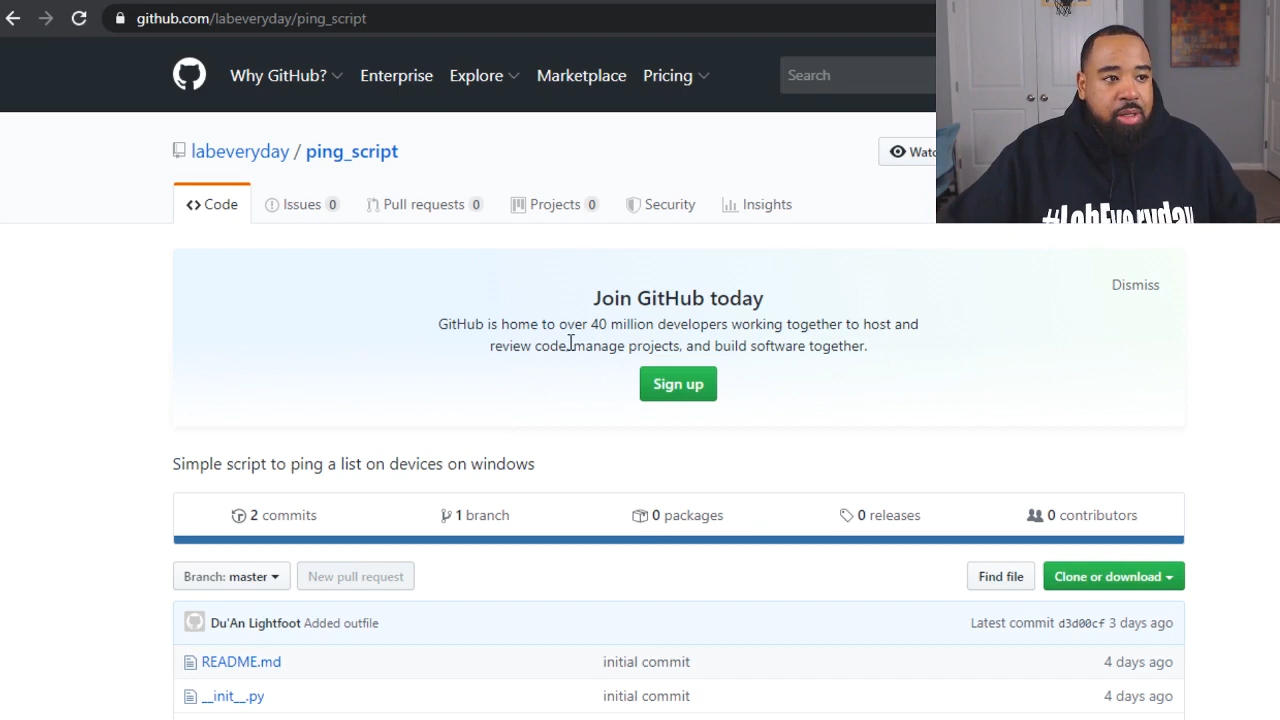 github.com/labeveryday/ping_script
Why GitHub? Enterprise Explore Marketplace Pricing Search
labeveryday / ping_script
Watc
Code Issues 0 Pull requests 0 Projects 0 Security Insights
Dismiss
Join GitHub today
GitHub is home to over 40 million developers working together to host and
review code, manage projects, and build software together.
Sign up
Simple script to ping a list on devices on windows
2 commits 1 branch 0 packages 0 releases 0 contributors
Branch: master New pull request Find file Clone or download
Du'An Lightfoot Added outfile Latest commit d3d00cf 3 days ago
README.md initial commit 4 days ago
__init__.py initial commit 4 days ago
#LabEveryday